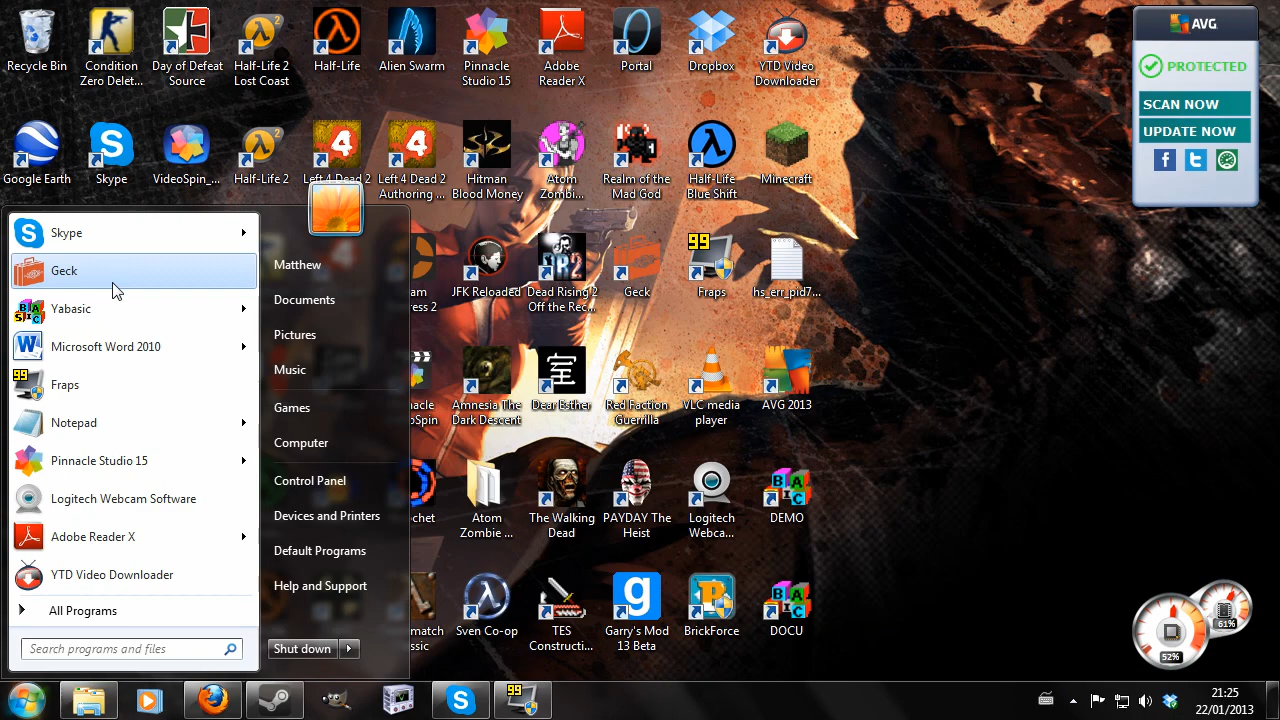 Recycle Bin
Condition
Zero Delet...
Day of Defeat
Source
Half-Life 2
Lost Coast
Half-Life
Alien Swarm
Pinnacle
Studio 15
Adobe
Reader X
Portal
Dropbox
YTD Video
Downloader
AVG
PROTECTED
SCAN NOW
UPDATE NOW
Google Earth
Skype
VideoSpin_...
Half-Life 2
Left 4 Dead 2
Left 4 Dead 2
Authoring ...
Hitman
Blood Money
Atom
Zombi...
Realm of the
Mad God
Half-Life
Blue Shift
Minecraft
Skype
Geck
Yabasic
Microsoft Word 2010
Fraps
Notepad
Pinnacle Studio 15
Logitech Webcam Software
Adobe Reader X
YTD Video Downloader
All Programs
Search programs and files
Matthew
Documents
Pictures
Music
Games
Computer
Control Panel
Devices and Printers
Default Programs
Help and Support
Shut down
JFK Reloaded
Dead Rising 2
Off the Rec...
Geck
99
Fraps
hs_err_pid7...
Amnesia The
Dark Descent
Dear Esther
Red Faction
Guerrilla
VLC media
player
AVG 2013
Atom
Zombie ...
The Walking
Dead
PAYDAY The
Heist
Logitech
Webca...
DEMO
Sven Co-op
TES
Constructi...
Garry's Mod
13 Beta
BrickForce
DOCU
52%
61%
21:25
22/01/2013